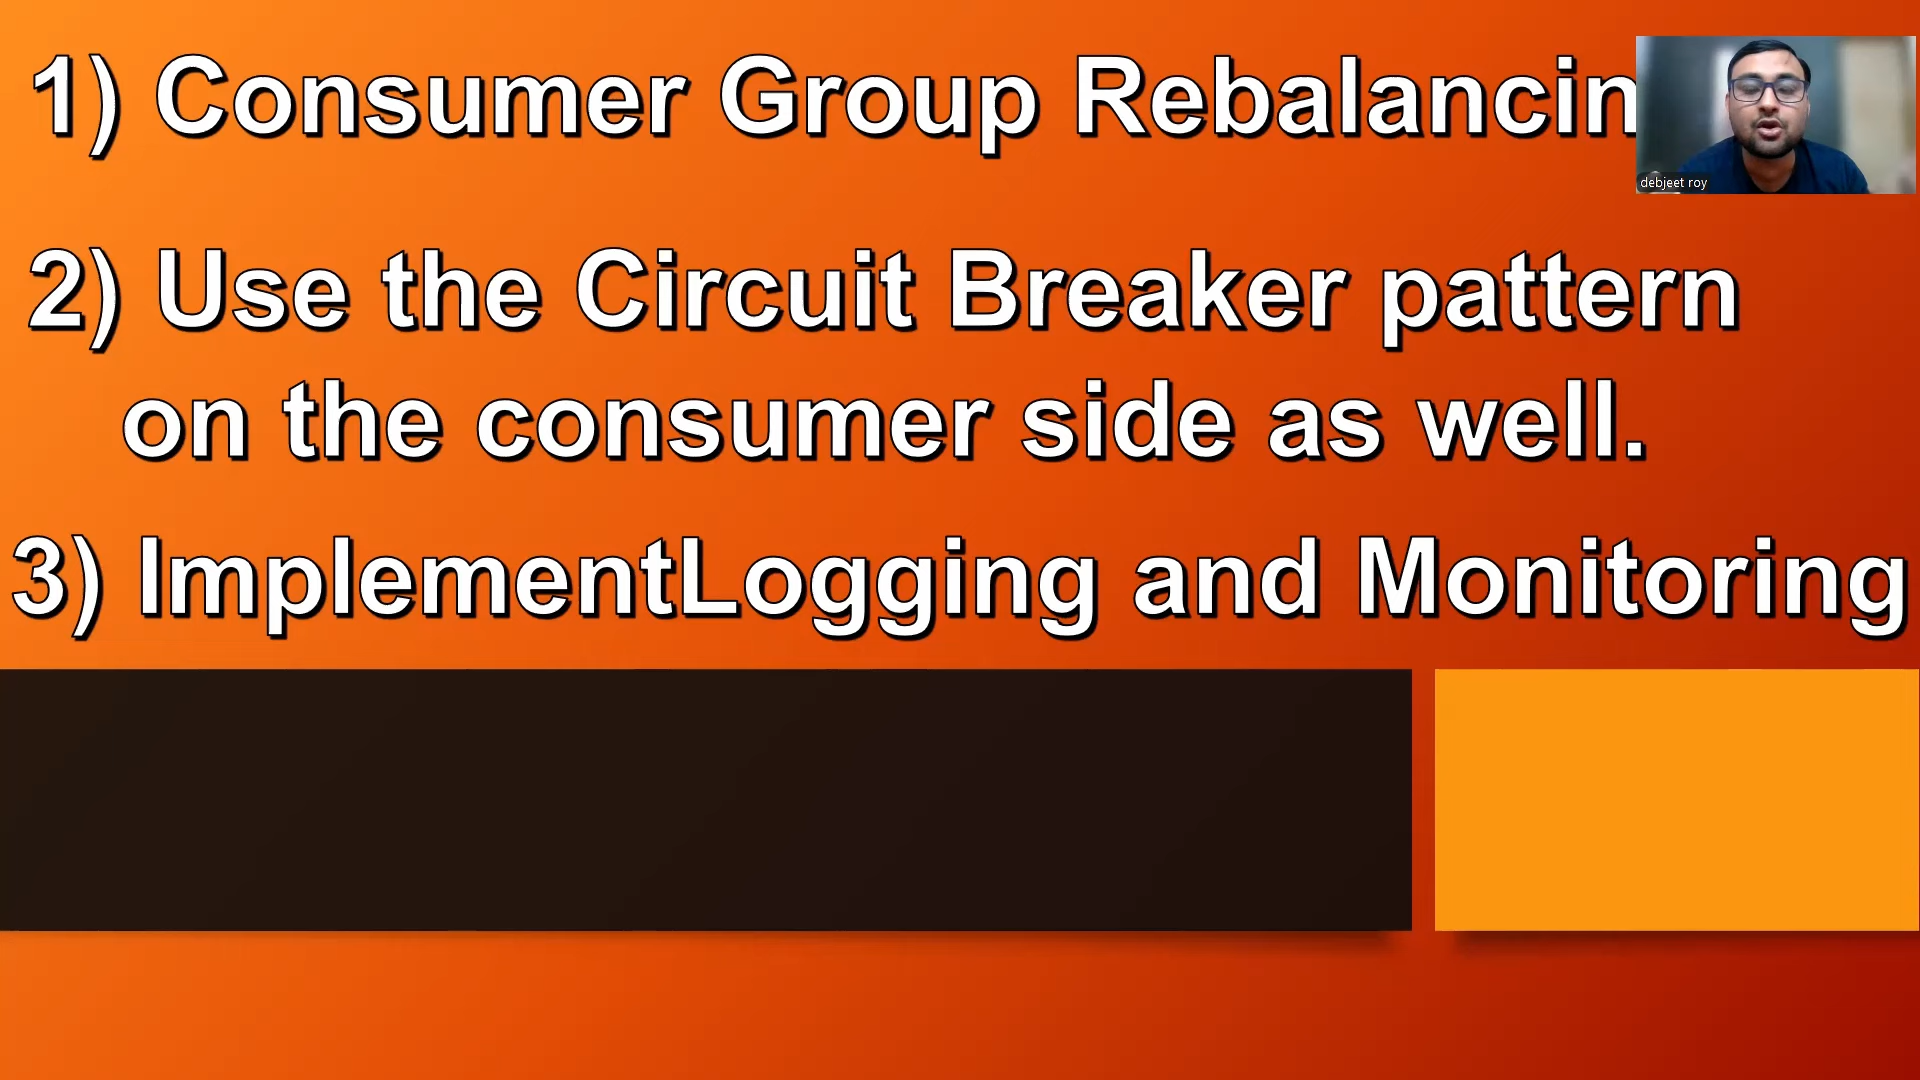 1) Consumer Group Rebalancin
debjeet roy
2) Use the Circuit Breaker pattern
on the consumer side as well.
3) ImplementLogging and Monitoring